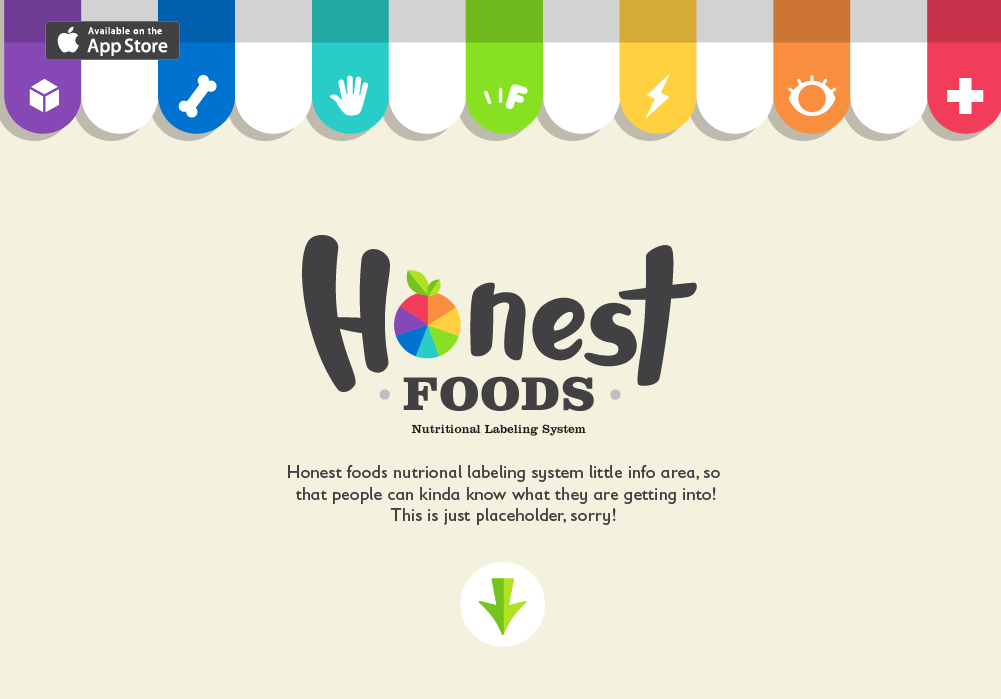 Available on the
App Store
F
Honest
FOODS
Nutritional Labeling System
Honest foods nutrional labeling system little info area, so
that people can kinda know what they are getting into!
This is just placeholder, sorry!